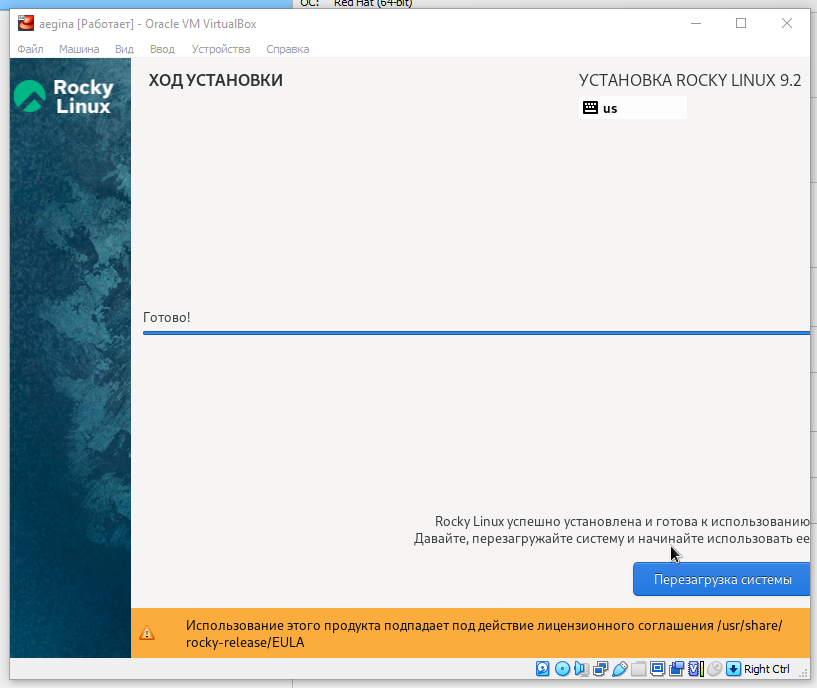 ОС: Red Hat (64-bit)
aegina [Работает] - Oracle VM VirtualBox
Файл Машина Вид Ввод Устройства Справка
Rocky
Linux
ХОД УСТАНОВКИ
УСТАНОВКА ROCKY LINUX 9.2
us
Готово!
Rocky Linux успешно установлена и готова к использованию
Давайте, перезагружайте систему и начинайте использовать ее
Перезагрузка системы
Использование этого продукта подпадает под действие лицензионного соглашения /usr/share/
rocky-release/EULA
Right Ctrl